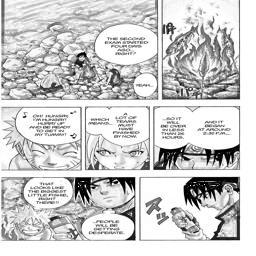 THE SECOND
EXAM STARTED
FOUR DAYS
AGO...
RIGHT?
YEAH...
OH! HUNGRY!
I'M HUNGRY!
HURRY UP
AND BE READY
TO GET IN
MY TUMMY!
WHICH
MEANS...
A
LOT OF
TEAMS
MUST HAVE
FINISHED
BY NOW.
...SO IT
WILL BE
OVER IN
LESS THAN
26 HOURS.
AND IT
BEGAN
AT AROUND
2:30 P.M...
THAT
LOOKS LIKE
THE BIGGEST
LITTLE FISHIE,
RIGHT
THERE!!
...PEOPLE
WILL BE
GETTING
DESPERATE.